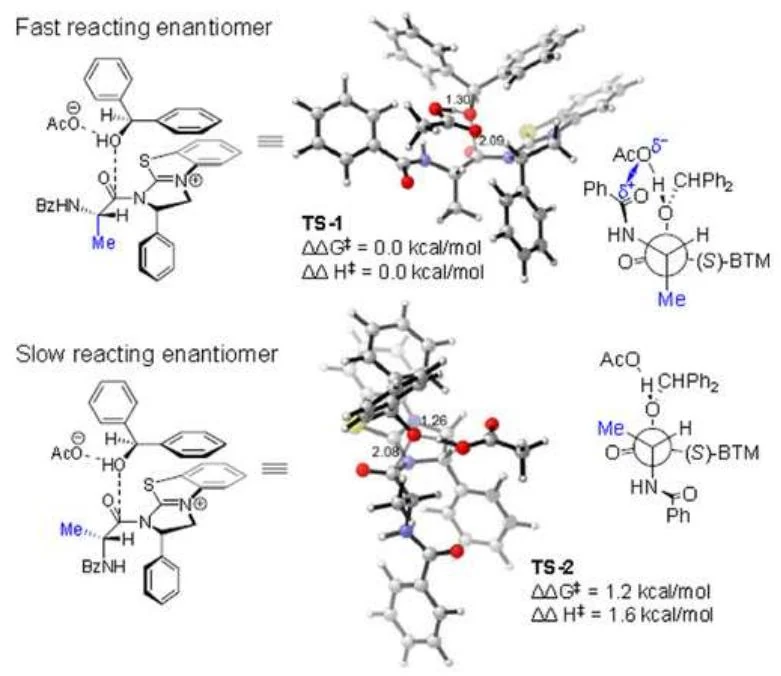 Fast reacting enantiomer
H
AcO⊖
HO
S
O
N
N⊕
BzHN
H
Me
1.30
2.09
TS-1
ΔΔG‡ = 0.0 kcal/mol
ΔΔ H‡ = 0.0 kcal/mol
AcOδ−
Ph
δ+
H
CHPh2
O
O
HN
H
O
(S)-BTM
Me
Slow reacting enantiomer
H
AcO⊖
HO
S
O
N
N⊕
Me
H
BzNH
1.26
2.08
TS-2
ΔΔG‡ = 1.2 kcal/mol
ΔΔ H‡ = 1.6 kcal/mol
AcO
H
CHPh2
O
Me
H
O
(S)-BTM
HN
O
Ph